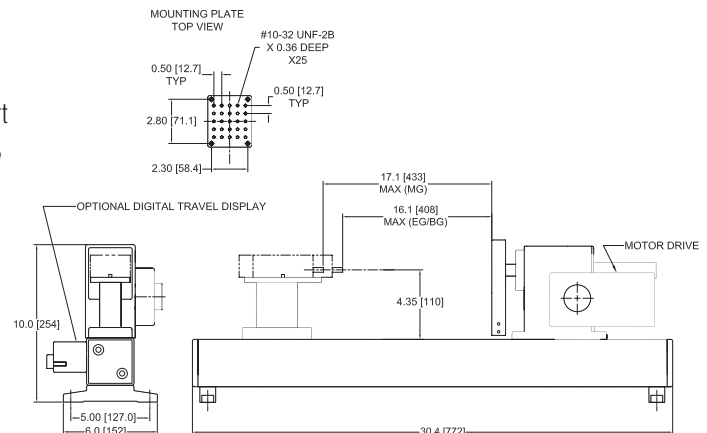 MOUNTING PLATE
TOP VIEW
#10-32 UNF-2B
X 0.36 DEEP
X25
0.50 [12.7]
TYP
0.50 [12.7]
TYP
2.80 [71.1]
2.30 [58.4]
17.1 [433]
MAX (MG)
16.1 [408]
MAX (EG/BG)
OPTIONAL DIGITAL TRAVEL DISPLAY
MOTOR DRIVE
4.35 [110]
10.0 [254]
5.00 [127.0]
6.0 [152]
30.4 [772]